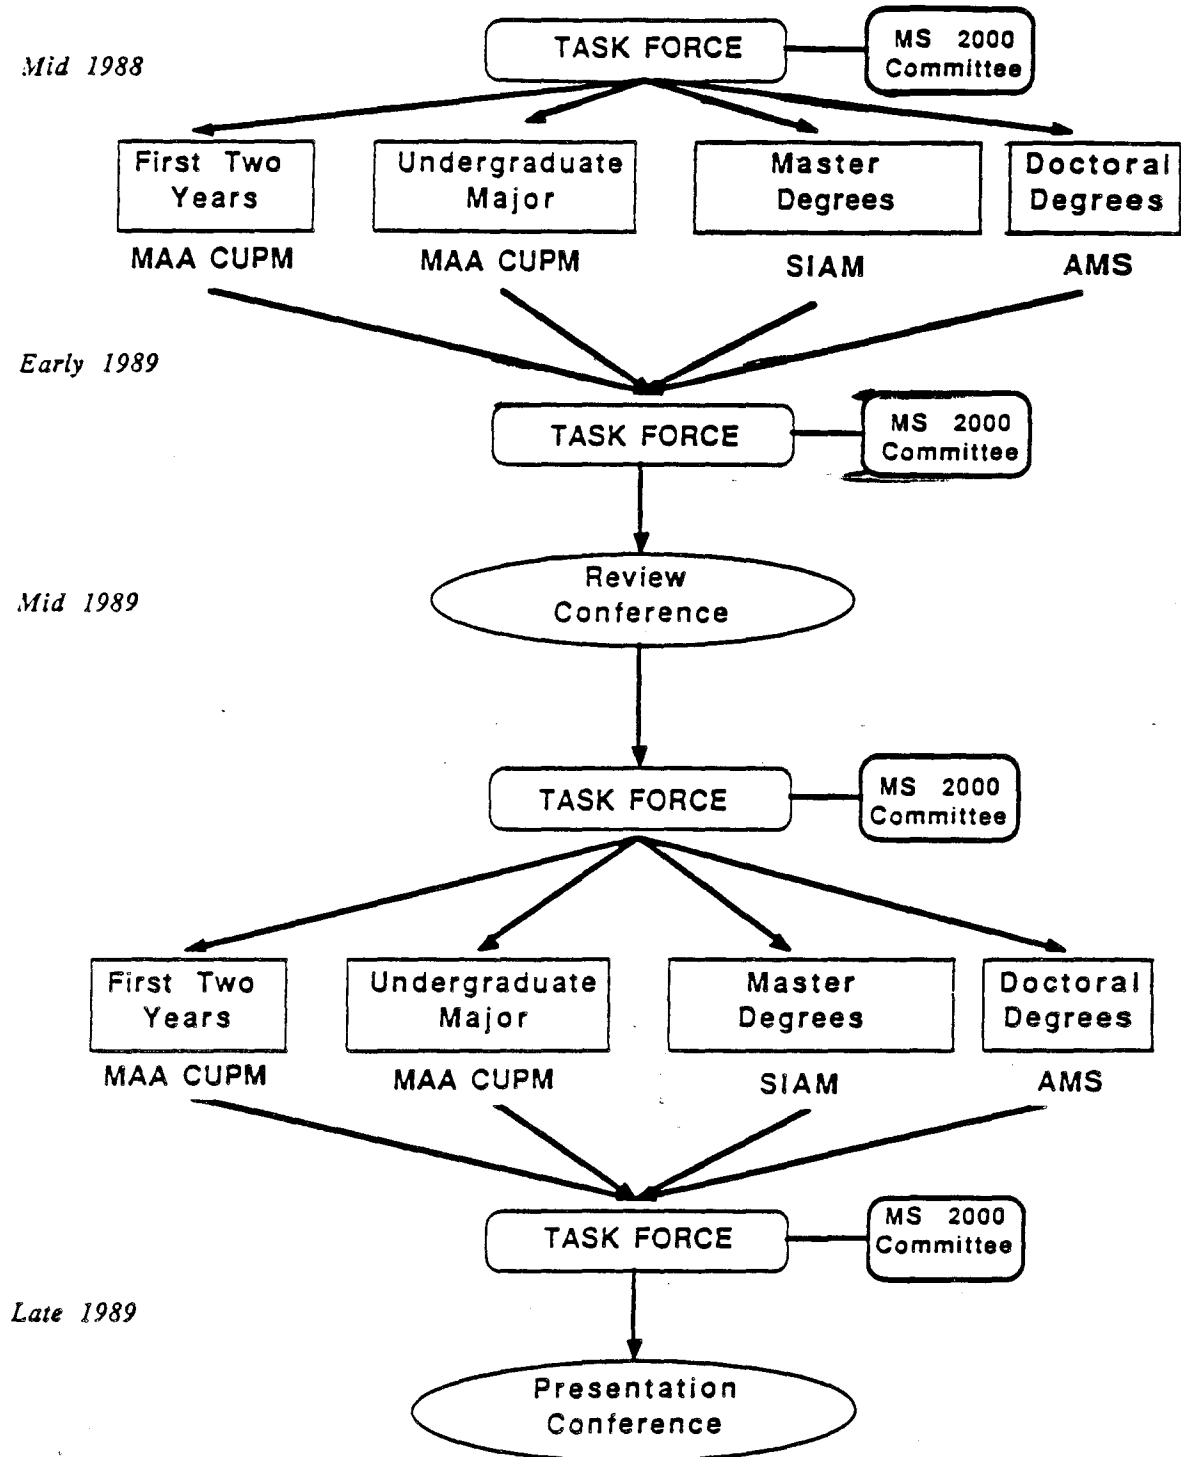 TASK FORCE
MS 2000
Committee
Mid 1988
First Two
Years
Undergraduate
Major
Master
Degrees
Doctoral
Degrees
MAA CUPM
MAA CUPM
SIAM
AMS
Early 1989
TASK FORCE
MS 2000
Committee
Mid 1989
Review
Conference
TASK FORCE
MS 2000
Committee
First Two
Years
Undergraduate
Major
Master
Degrees
Doctoral
Degrees
MAA CUPM
MAA CUPM
SIAM
AMS
TASK FORCE
MS 2000
Committee
Late 1989
Presentation
Conference